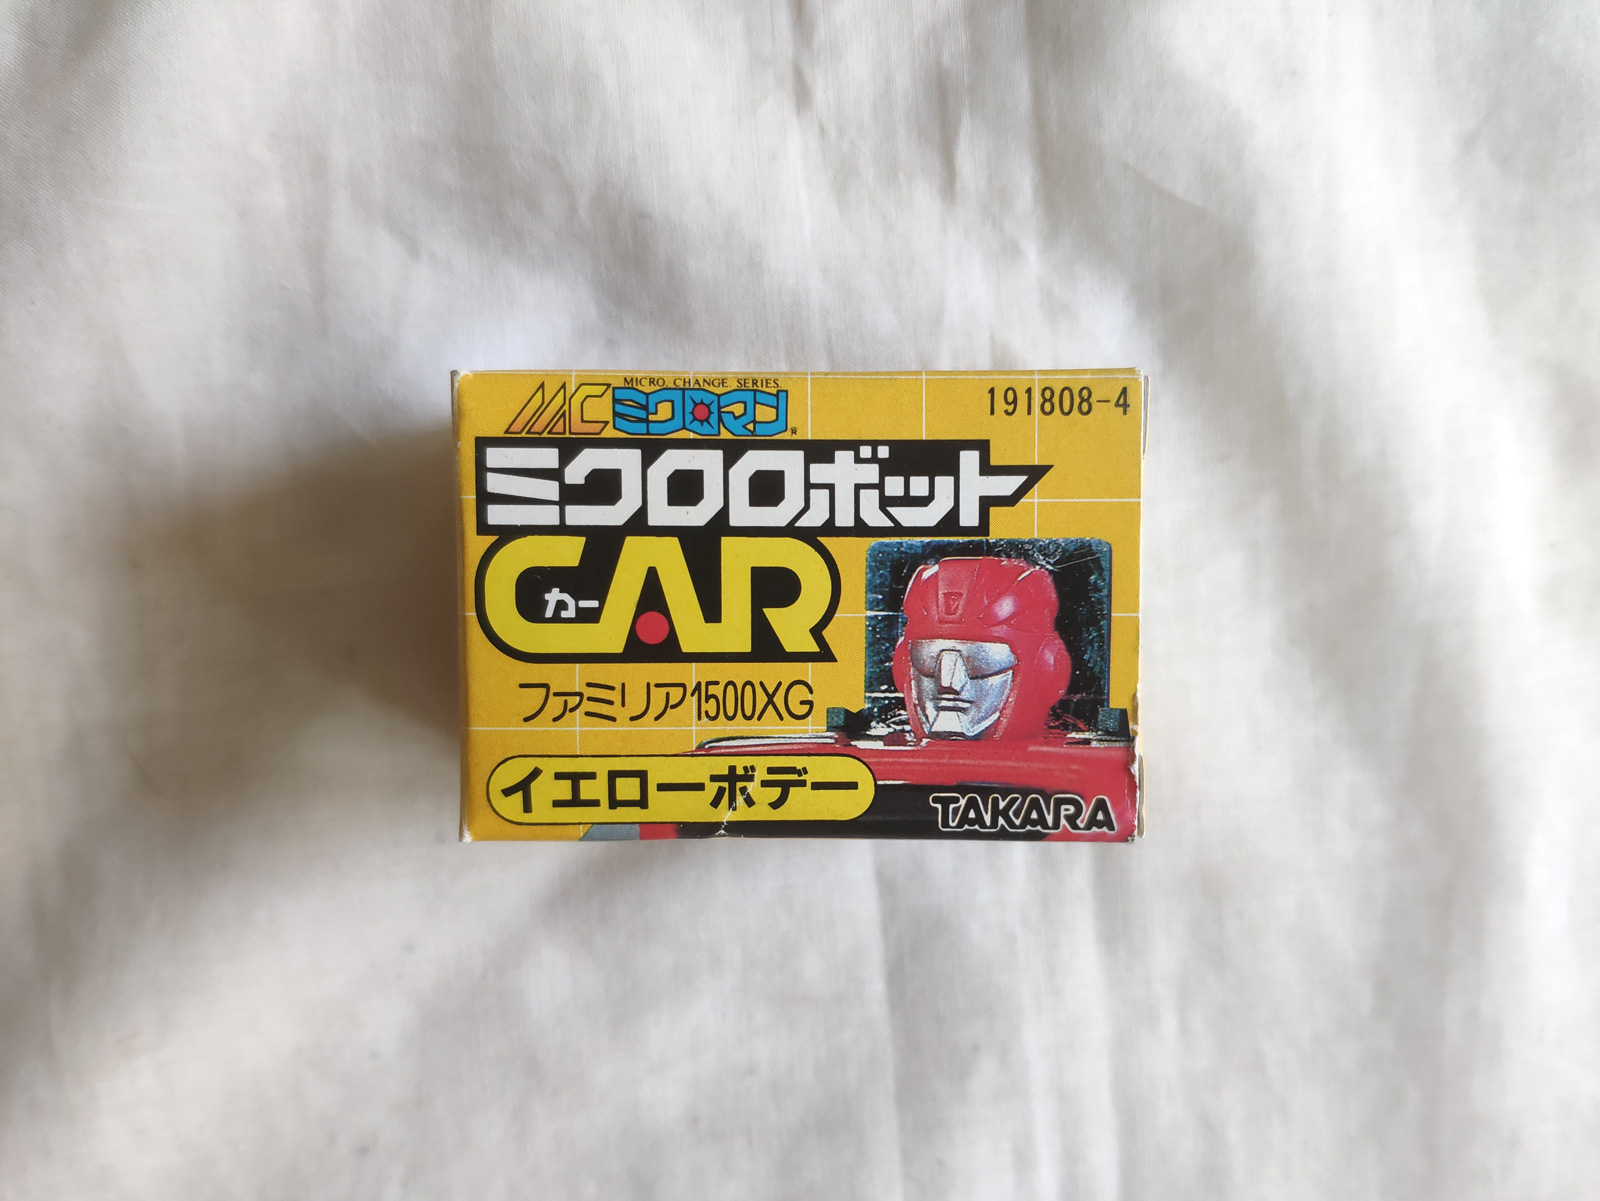 MC MICRO. CHANGE. SERIES.
ミクロマン®
191808-4
ミクロロボット
CAR
カー
ファミリア1500XG
イエローボデー
TAKARA